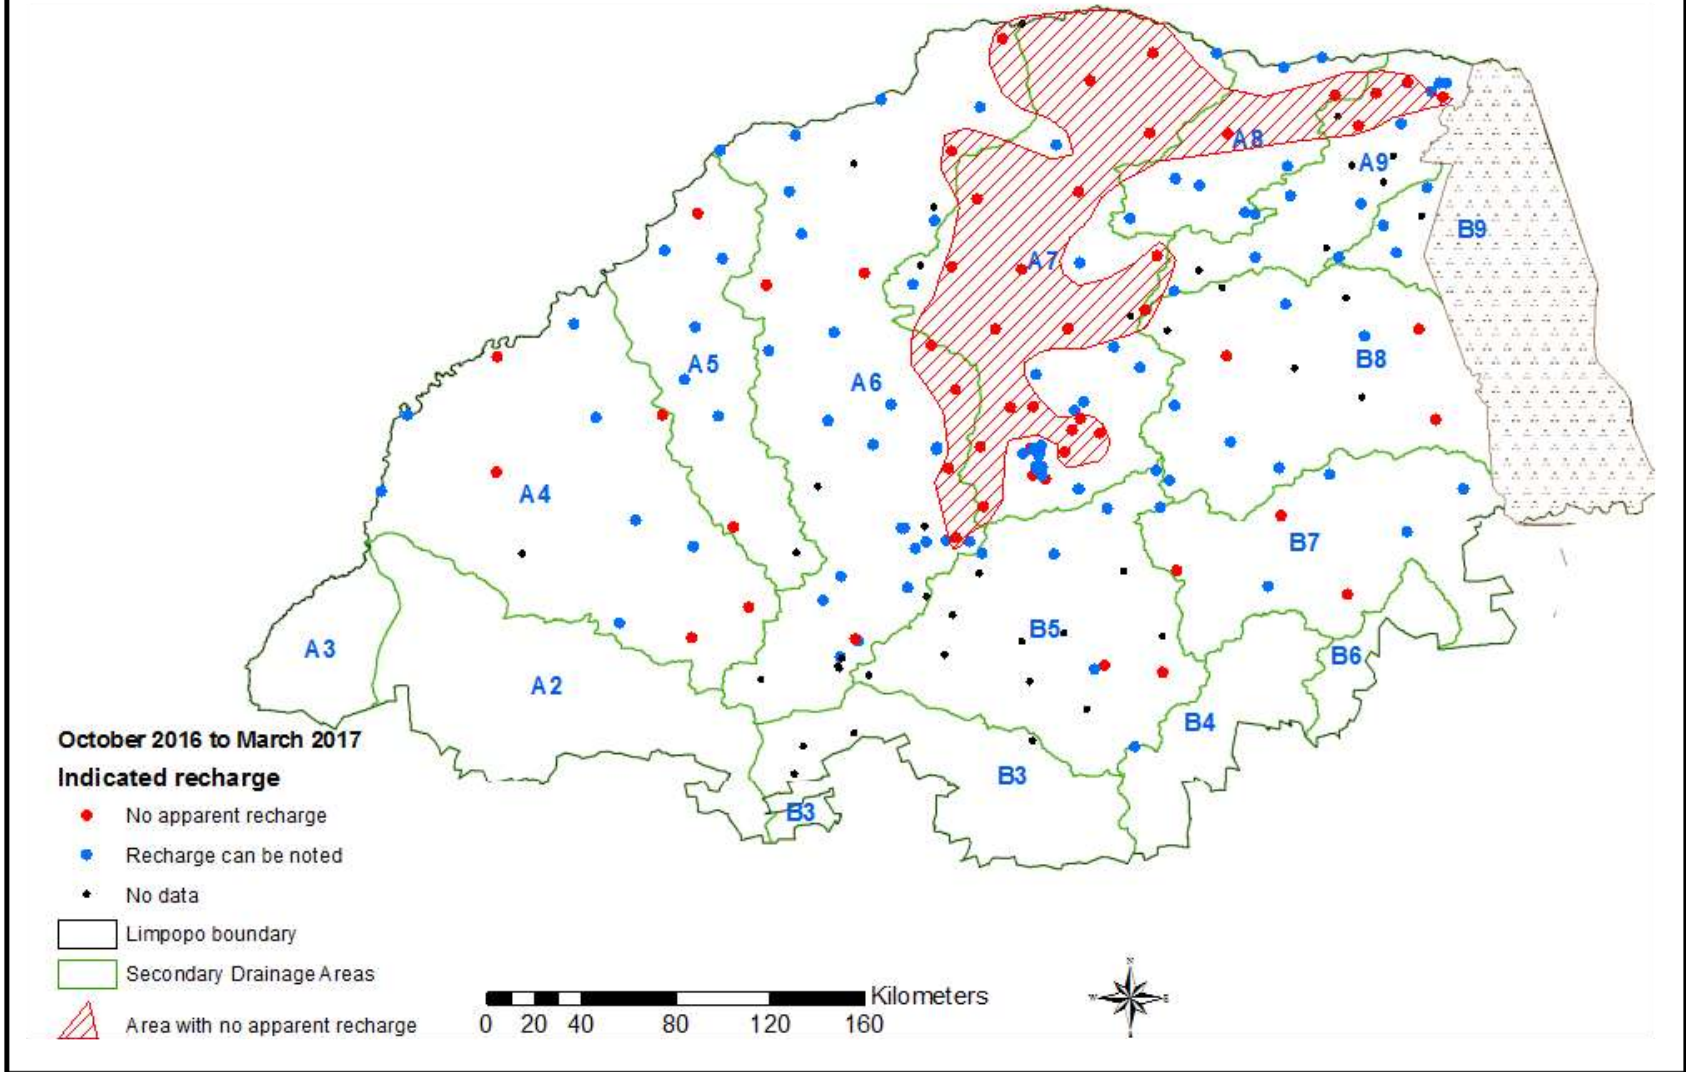 A8
A9
B9
A7
A5
A6
B8
A4
B7
B5
A3
A2
B6
B4
B3
B3
October 2016 to March 2017
Indicated recharge
No apparent recharge
Recharge can be noted
No data
Limpopo boundary
Secondary Drainage Areas
Area with no apparent recharge
Kilometers
0 20 40 80 120 160
N
W E
S